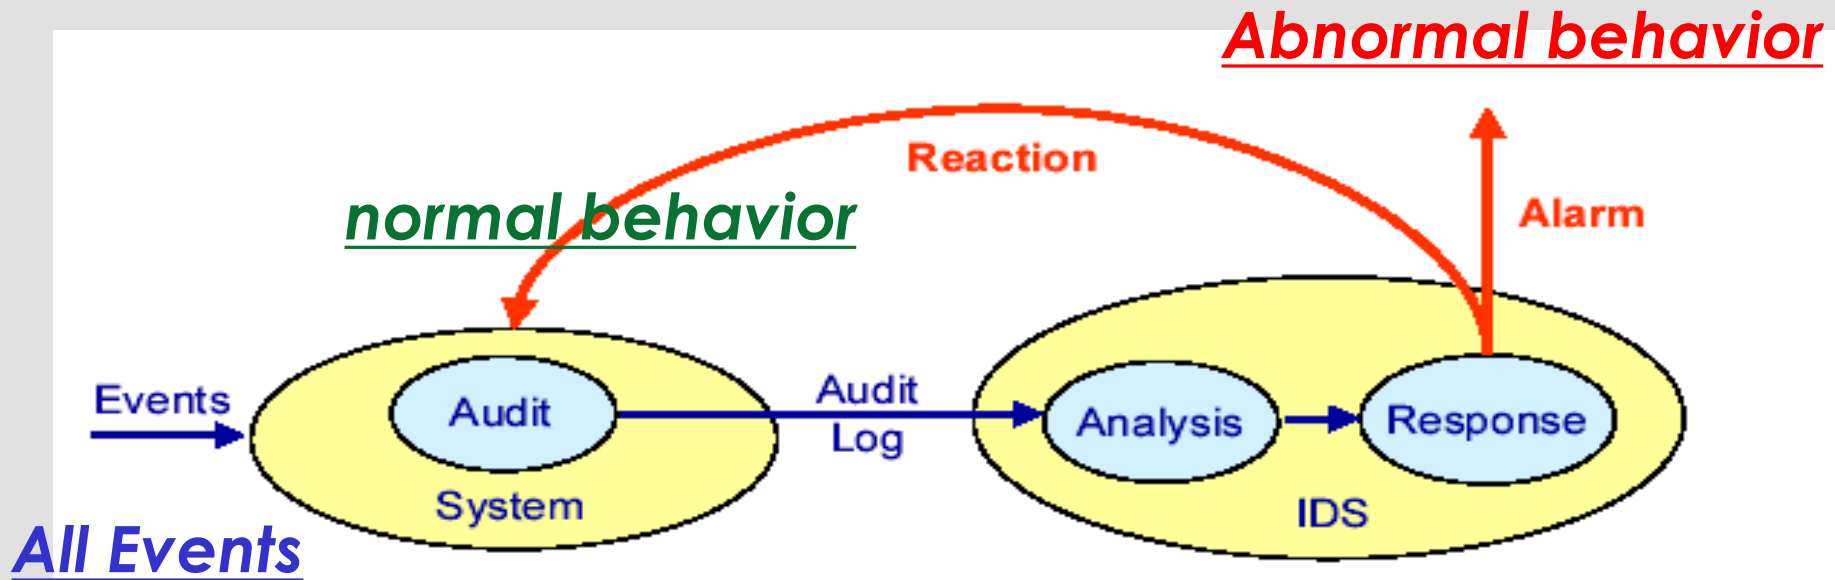 Abnormal behavior
Reaction
normal behavior
Alarm
Events
Audit
Audit
Log
Analysis
Response
System
IDS
All Events